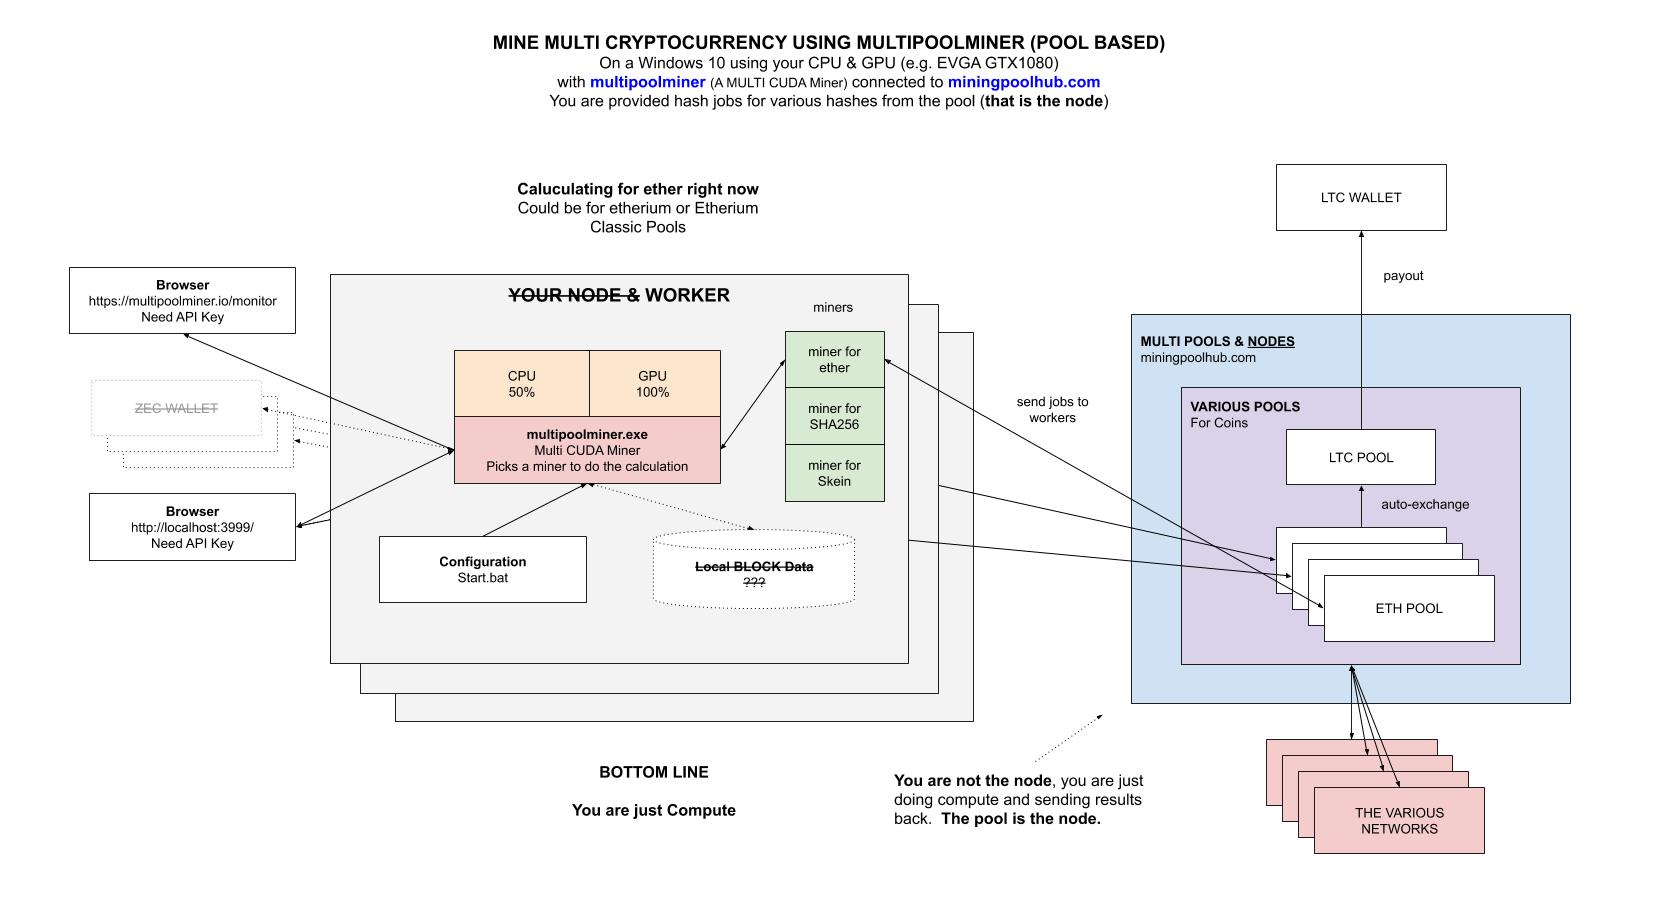 MINE MULTI CRYPTOCURRENCY USING MULTIPOOLMINER (POOL BASED)
On a Windows 10 using your CPU & GPU (e.g. EVGA GTX1080)
with multipoolminer (A MULTI CUDA Miner) connected to miningpoolhub.com
You are provided hash jobs for various hashes from the pool (that is the node)
Caluculating for ether right now
Could be for etherium or Etherium
Classic Pools
Browser
https://multipoolminer.io/monitor
Need API Key
ZEC WALLET
Browser
http://localhost:3999/
Need API Key
YOUR NODE & WORKER
miners
CPU
50%
GPU
100%
multipoolminer.exe
Multi CUDA Miner
Picks a miner to do the calculation
miner for
ether
miner for
SHA256
miner for
Skein
Configuration
Start.bat
Local BLOCK Data
???
send jobs to
workers
LTC WALLET
payout
MULTI POOLS & NODES
miningpoolhub.com
VARIOUS POOLS
For Coins
LTC POOL
auto-exchange
ETH POOL
THE VARIOUS
NETWORKS
BOTTOM LINE
You are just Compute
You are not the node, you are just
doing compute and sending results
back. The pool is the node.